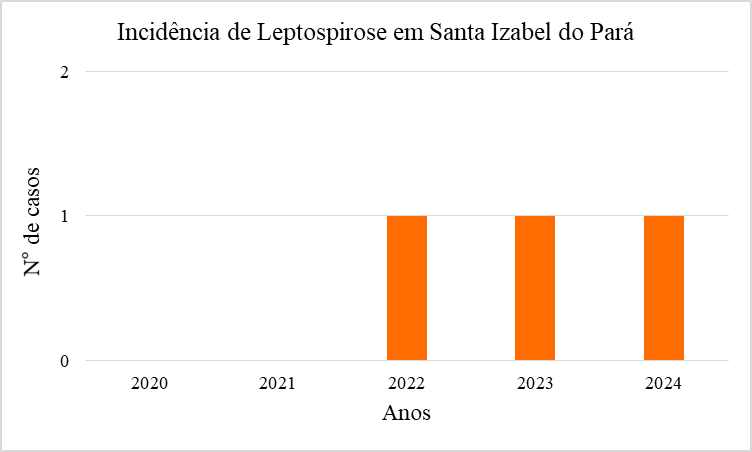 Incidência de Leptospirose em Santa Izabel do Pará
2
1
0
N° de casos
2020 2021 2022 2023 2024
Anos